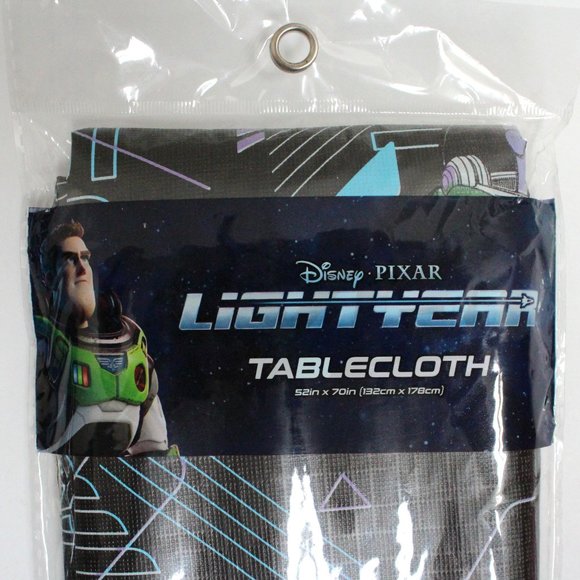 Disney PIXAR
LIGHTYEAR
TABLECLOTH
52in x 70in (132cm x 178cm)